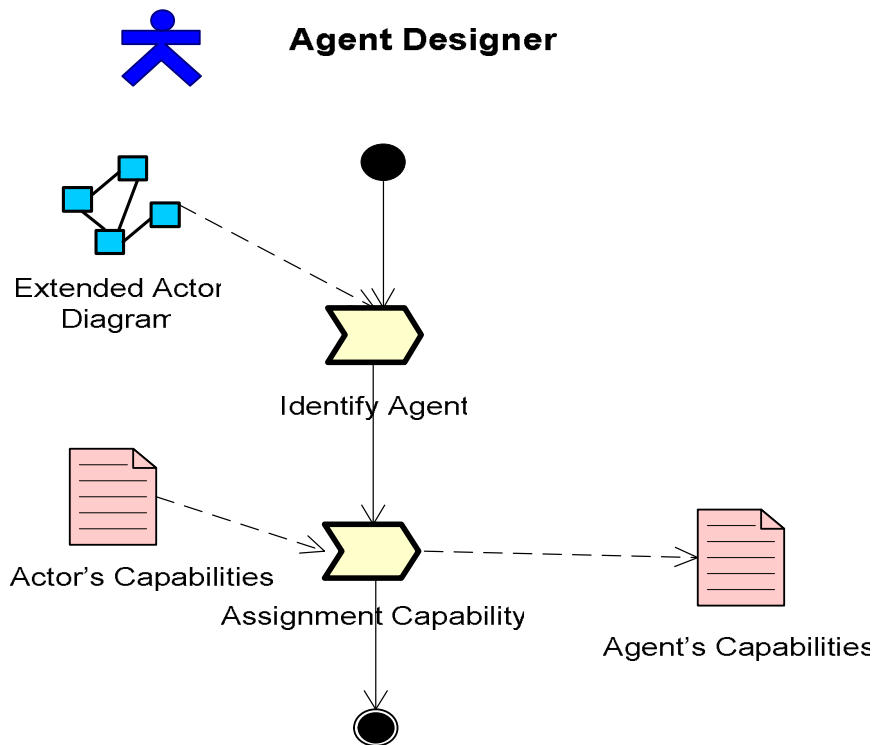 Agent Designer
Extended Actor
Diagram
Identify Agent
Actor's Capabilities
Assignment Capability
Agent's Capabilities